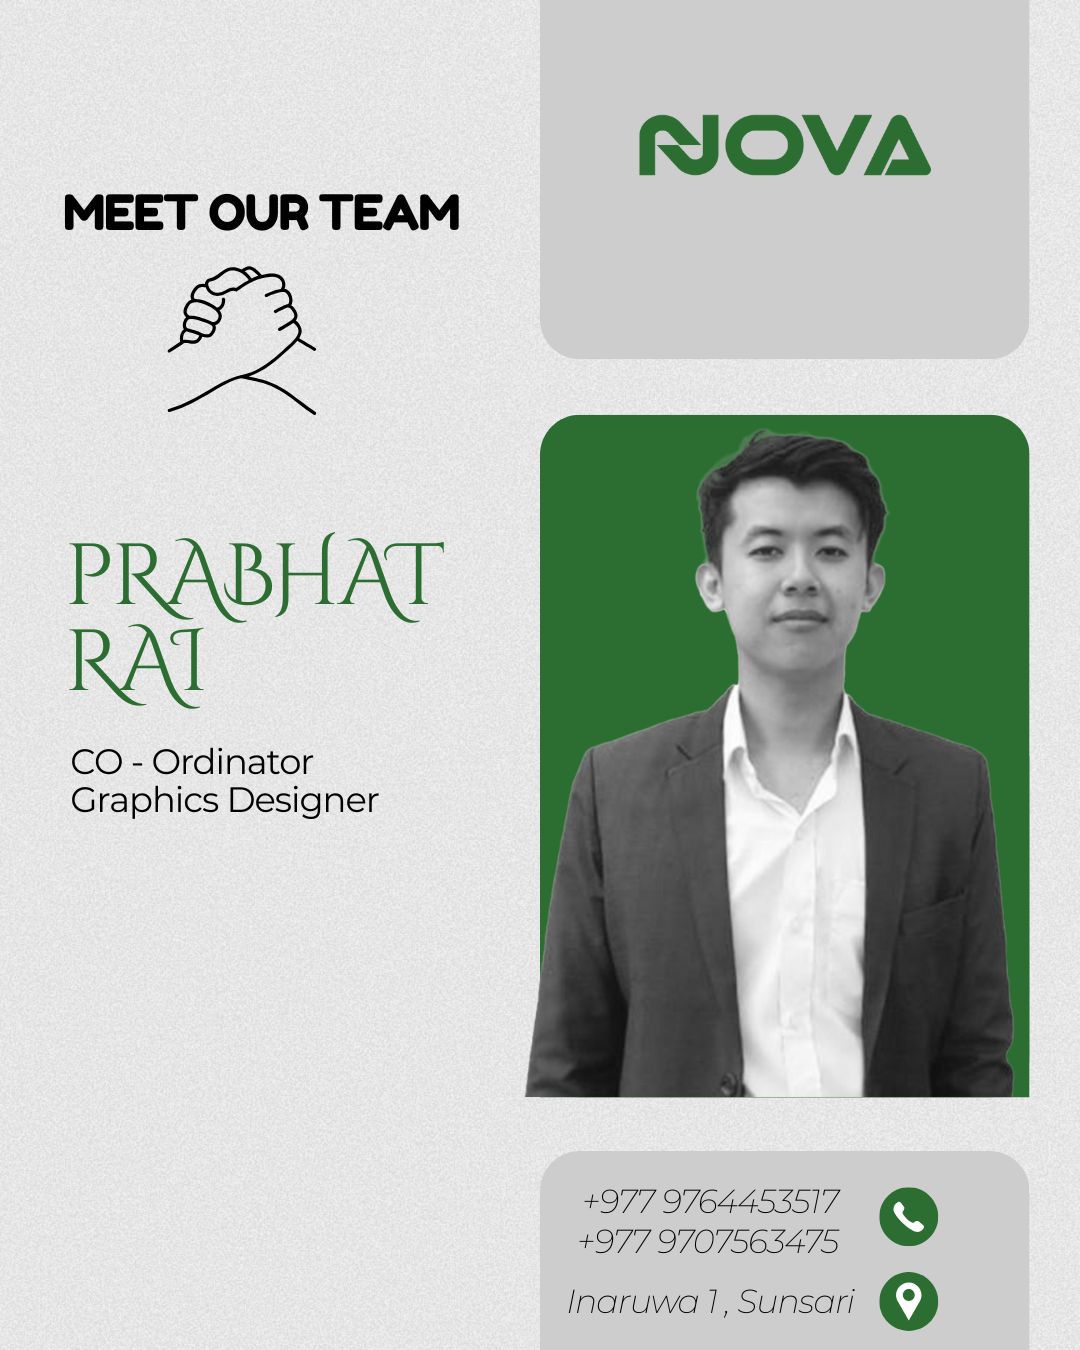 NOVA
MEET OUR TEAM
PRABHAT
RAI
CO - Ordinator
Graphics Designer
+977 9764453517
+977 9707563475
Inaruwa 1 , Sunsari